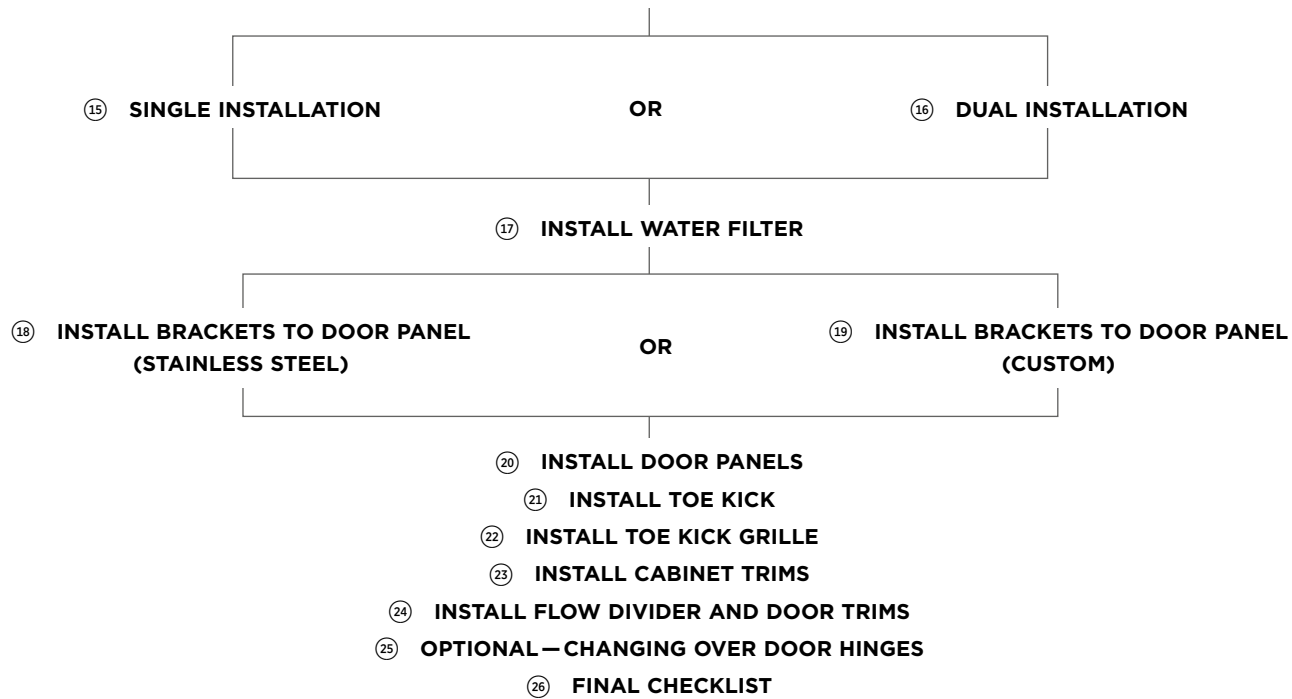 ⑮ SINGLE INSTALLATION
OR
⑯ DUAL INSTALLATION
⑰ INSTALL WATER FILTER
⑱ INSTALL BRACKETS TO DOOR PANEL
(STAINLESS STEEL)
OR
⑲ INSTALL BRACKETS TO DOOR PANEL
(CUSTOM)
⑳ INSTALL DOOR PANELS
㉑ INSTALL TOE KICK
㉒ INSTALL TOE KICK GRILLE
㉓ INSTALL CABINET TRIMS
㉔ INSTALL FLOW DIVIDER AND DOOR TRIMS
㉕ OPTIONAL—CHANGING OVER DOOR HINGES
㉖ FINAL CHECKLIST